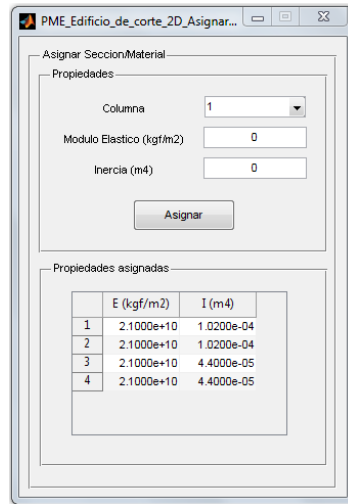 PME_Edificio_de_corte_2D_Asignar...
Asignar Seccion/Material
Propiedades
Columna 1
Modulo Elastico (kgf/m2) 0
Inercia (m4) 0
Asignar
Propiedades asignadas
E (kgf/m2) I (m4)
1 2.1000e+10 1.0200e-04
2 2.1000e+10 1.0200e-04
3 2.1000e+10 4.4000e-05
4 2.1000e+10 4.4000e-05